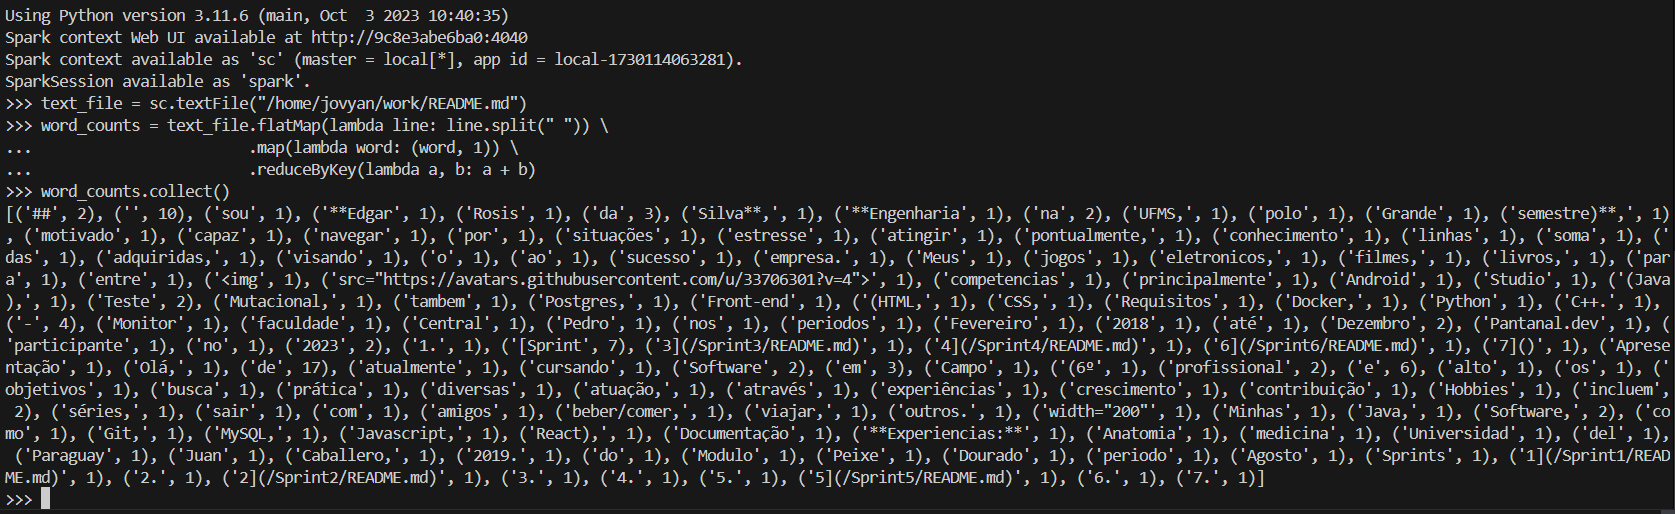 Using Python version 3.11.6 (main, Oct  3 2023 10:40:35)
Spark context Web UI available at http://9c8e3abe6ba0:4040
Spark context available as 'sc' (master = local[*], app id = local-1730114063281).
SparkSession available as 'spark'.
>>> text_file = sc.textFile("/home/jovyan/work/README.md")
>>> word_counts = text_file.flatMap(lambda line: line.split(" ")) \
...                        .map(lambda word: (word, 1)) \
...                        .reduceByKey(lambda a, b: a + b)
>>> word_counts.collect()
[('##', 2), ('', 10), ('sou', 1), ('**Edgar', 1), ('Rosis', 1), ('da', 3), ('Silva**,', 1), ('**Engenharia', 1), ('na', 2), ('UFMS,', 1), ('polo', 1), ('Grande', 1), ('semestre)**,', 1)
, ('motivado', 1), ('capaz', 1), ('navegar', 1), ('por', 1), ('situações', 1), ('estresse', 1), ('atingir', 1), ('pontualmente,', 1), ('conhecimento', 1), ('linhas', 1), ('soma', 1), ('
das', 1), ('adquiridas,', 1), ('visando', 1), ('o', 1), ('ao', 1), ('sucesso', 1), ('empresa.', 1), ('Meus', 1), ('jogos', 1), ('eletronicos,', 1), ('filmes,', 1), ('livros,', 1), ('par
a', 1), ('entre', 1), ('<img', 1), ('src="https://avatars.githubusercontent.com/u/33706301?v=4">', 1), ('competencias', 1), ('principalmente', 1), ('Android', 1), ('Studio', 1), ('(Java
),', 1), ('Teste', 2), ('Mutacional,', 1), ('tambem', 1), ('Postgres,', 1), ('Front-end', 1), ('(HTML,', 1), ('CSS,', 1), ('Requisitos', 1), ('Docker,', 1), ('Python', 1), ('C++.', 1),
('-', 4), ('Monitor', 1), ('faculdade', 1), ('Central', 1), ('Pedro', 1), ('nos', 1), ('periodos', 1), ('Fevereiro', 1), ('2018', 1), ('até', 1), ('Dezembro', 2), ('Pantanal.dev', 1), (
'participante', 1), ('no', 1), ('2023', 2), ('1.', 1), ('[Sprint', 7), ('3](/Sprint3/README.md)', 1), ('4](/Sprint4/README.md)', 1), ('6](/Sprint6/README.md)', 1), ('7]()', 1), ('Aprese
ntação', 1), ('Olá,', 1), ('de', 17), ('atualmente', 1), ('cursando', 1), ('Software', 2), ('em', 3), ('Campo', 1), ('(6º', 1), ('profissional', 2), ('e', 6), ('alto', 1), ('os', 1), ('
objetivos', 1), ('busca', 1), ('prática', 1), ('diversas', 1), ('atuação,', 1), ('através', 1), ('experiências', 1), ('crescimento', 1), ('contribuição', 1), ('Hobbies', 1), ('incluem',
 2), ('séries,', 1), ('sair', 1), ('com', 1), ('amigos', 1), ('beber/comer,', 1), ('viajar,', 1), ('outros.', 1), ('width="200"', 1), ('Minhas', 1), ('Java,', 1), ('Software,', 2), ('co
mo', 1), ('Git,', 1), ('MySQL,', 1), ('Javascript,', 1), ('React),', 1), ('Documentação', 1), ('**Experiencias:**', 1), ('Anatomia', 1), ('medicina', 1), ('Universidad', 1), ('del', 1),
 ('Paraguay', 1), ('Juan', 1), ('Caballero,', 1), ('2019.', 1), ('do', 1), ('Modulo', 1), ('Peixe', 1), ('Dourado', 1), ('periodo', 1), ('Agosto', 1), ('Sprints', 1), ('1](/Sprint1/READ
ME.md)', 1), ('2.', 1), ('2](/Sprint2/README.md)', 1), ('3.', 1), ('4.', 1), ('5.', 1), ('5](/Sprint5/README.md)', 1), ('6.', 1), ('7.', 1)]
>>>